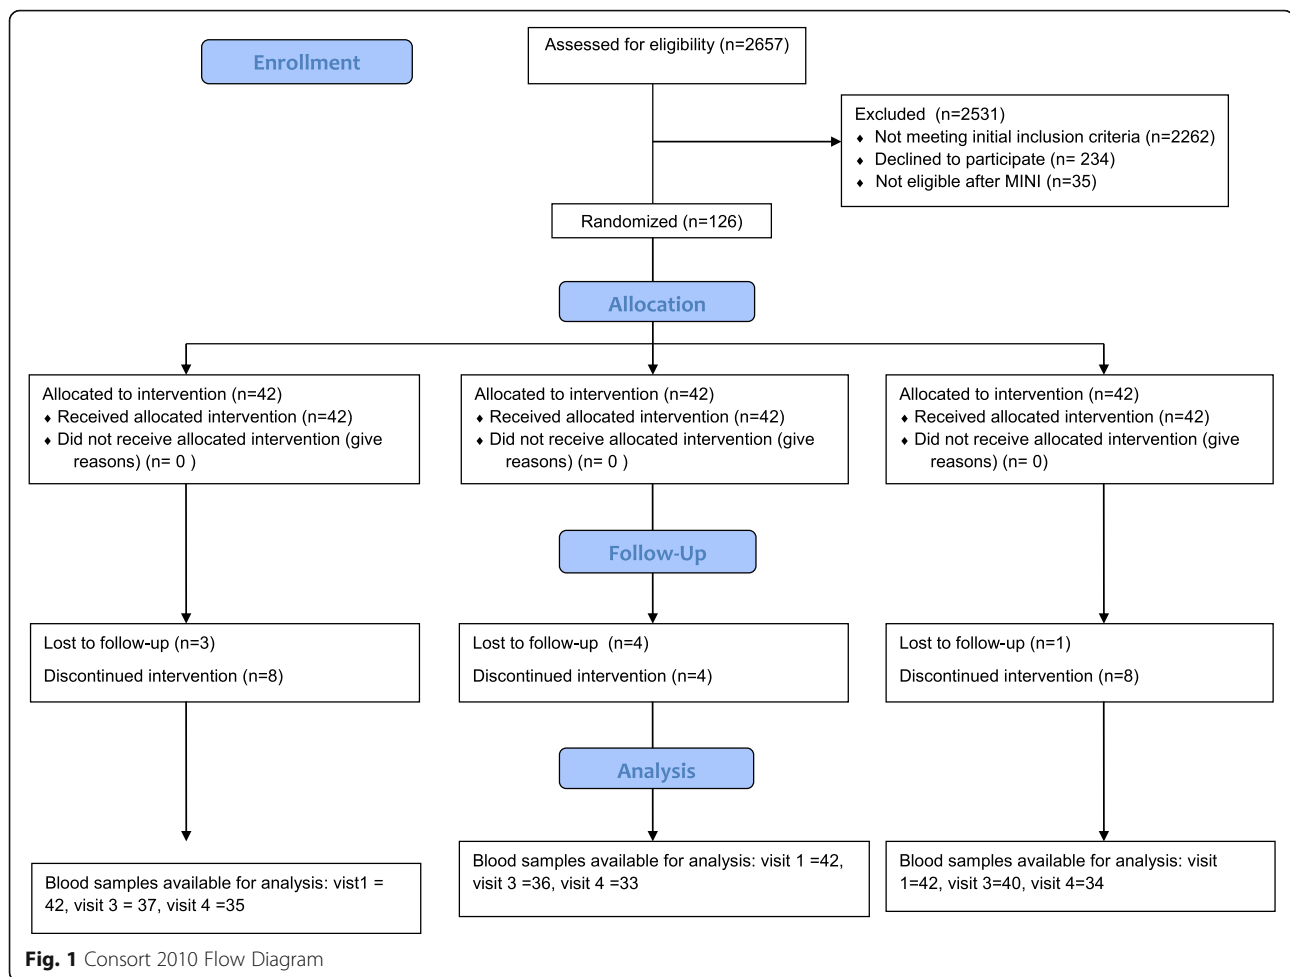 Enrollment
Assessed for eligibility (n=2657)
Excluded (n=2531)
♦ Not meeting initial inclusion criteria (n=2262)
♦ Declined to participate (n= 234)
♦ Not eligible after MINI (n=35)
Randomized (n=126)
Allocation
Allocated to intervention (n=42)
♦ Received allocated intervention (n=42)
♦ Did not receive allocated intervention (give
reasons) (n= 0 )
Allocated to intervention (n=42)
♦ Received allocated intervention (n=42)
♦ Did not receive allocated intervention (give
reasons) (n= 0 )
Allocated to intervention (n=42)
♦ Received allocated intervention (n=42)
♦ Did not receive allocated intervention (give
reasons) (n= 0)
Follow-Up
Lost to follow-up (n=3)
Discontinued intervention (n=8)
Lost to follow-up (n=4)
Discontinued intervention (n=4)
Lost to follow-up (n=1)
Discontinued intervention (n=8)
Analysis
Blood samples available for analysis: vist1 =
42, visit 3 = 37, visit 4 =35
Blood samples available for analysis: visit 1 =42,
visit 3 =36, visit 4 =33
Blood samples available for analysis: visit
1=42, visit 3=40, visit 4=34
Fig. 1 Consort 2010 Flow Diagram